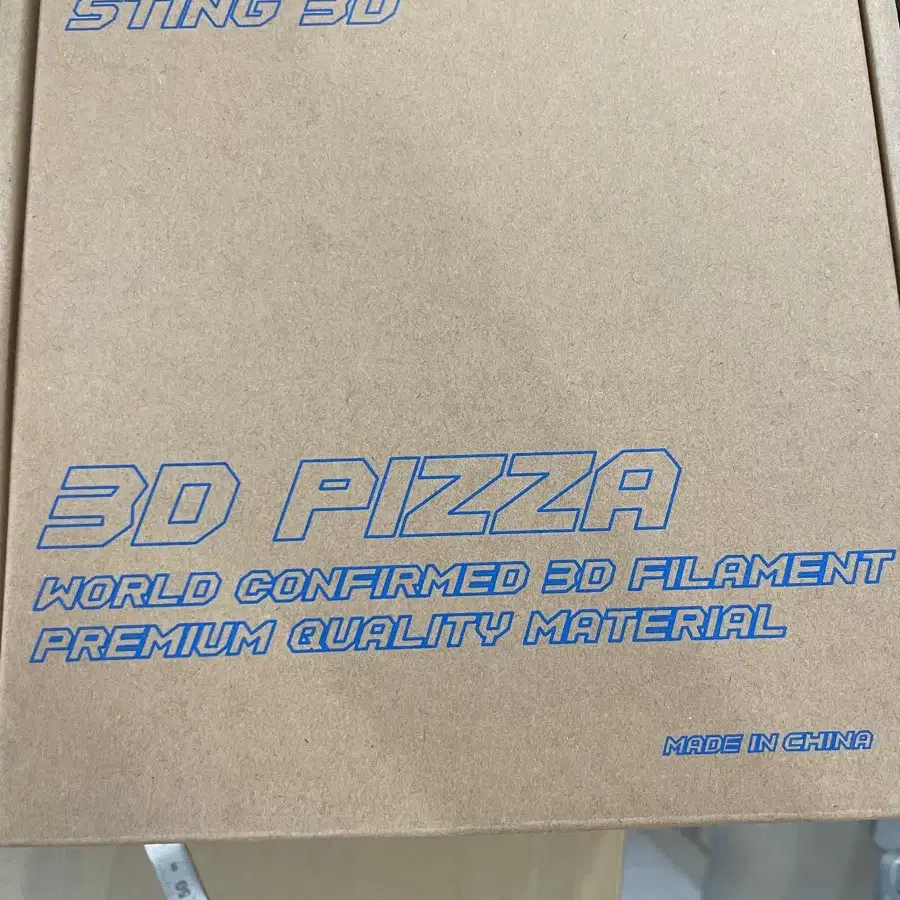 STING 3D
3D PIZZA
WORLD CONFIRMED 3D FILAMENT
PREMIUM QUALITY MATERIAL
MADE IN CHINA